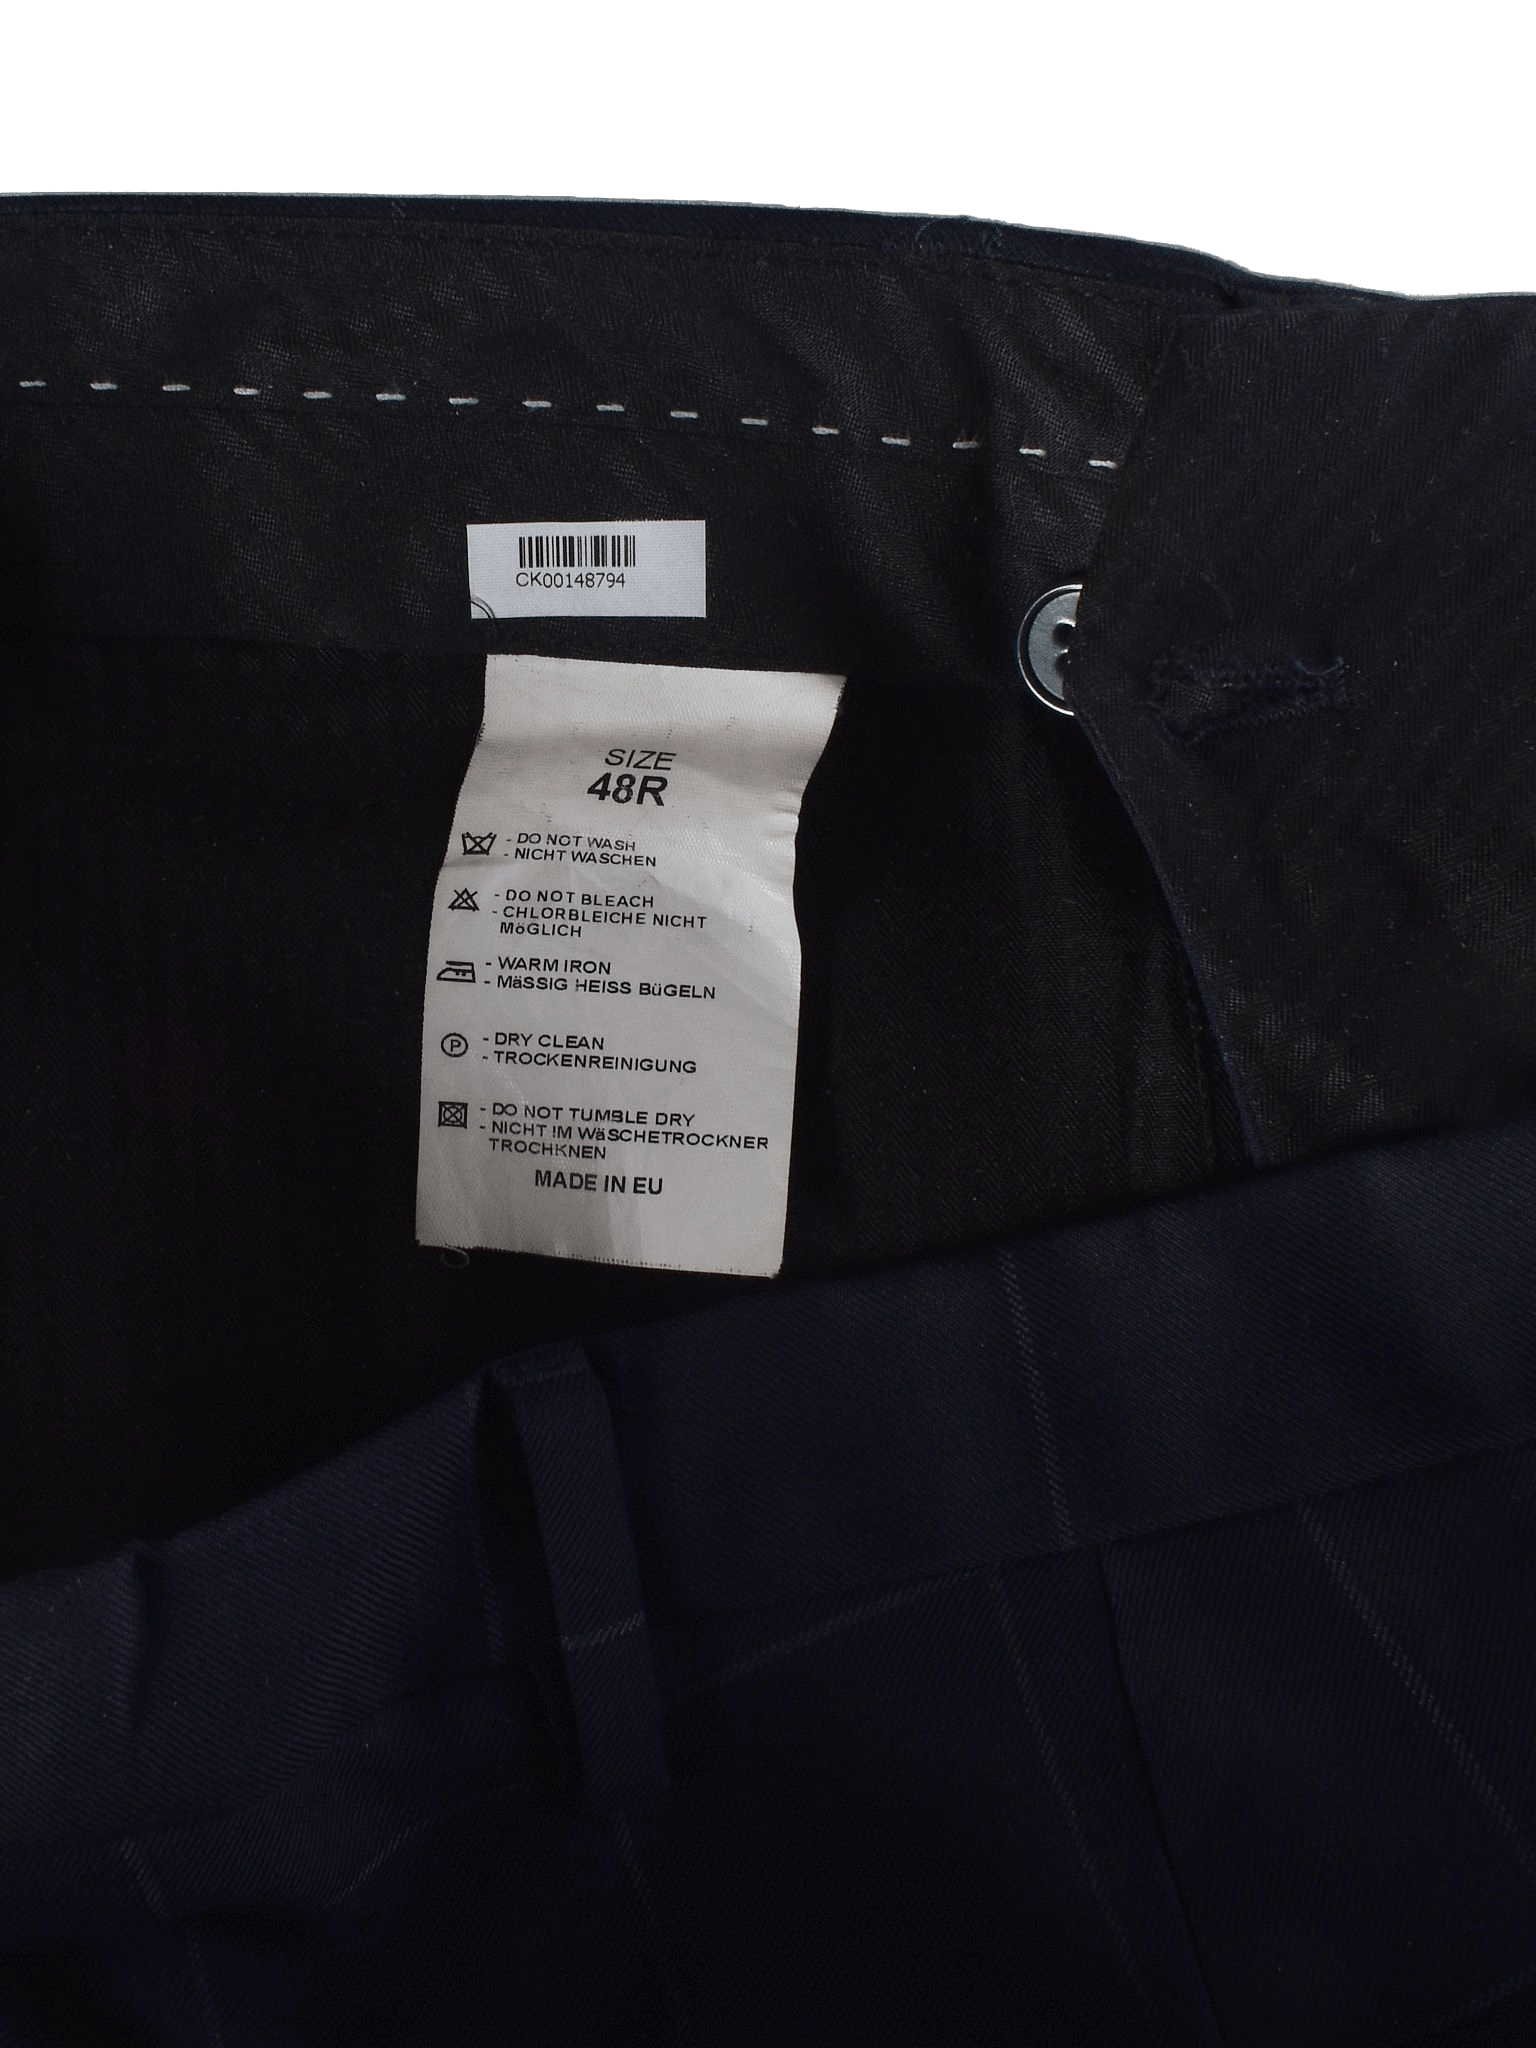 CK00148794
SIZE
48R
- DO NOT WASH
- NICHT WASCHEN
- DO NOT BLEACH
- CHLORBLEICHE NICHT
MöGLICH
- WARM IRON
- MäSSIG HEISS BüGELN
P
- DRY CLEAN
- TROCKENREINIGUNG
- DO NOT TUMBLE DRY
- NICHT IM WäSCHETROCKNER
TROCHKNEN
MADE IN EU